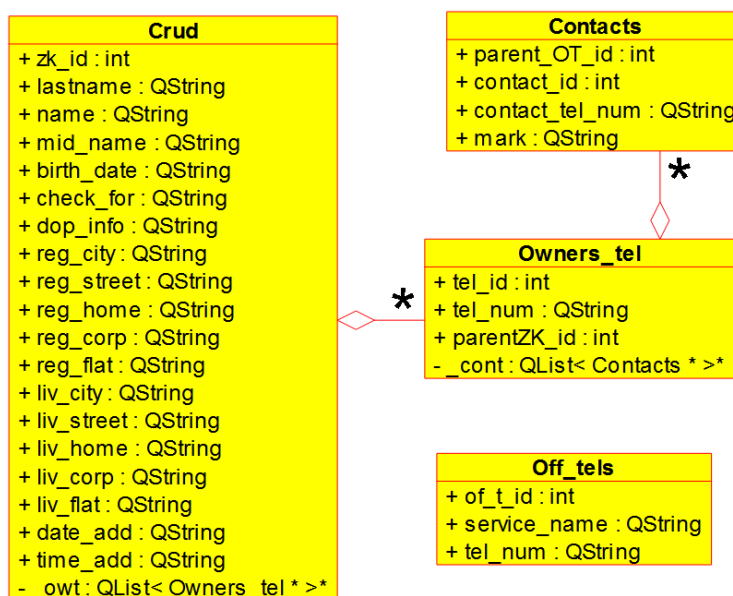 Crud
+ zk_id : int
+ lastname : QString
+ name : QString
+ mid_name : QString
+ birth_date : QString
+ check_for : QString
+ dop_info : QString
+ reg_city : QString
+ reg_street : QString
+ reg_home : QString
+ reg_corp : QString
+ reg_flat : QString
+ liv_city : QString
+ liv_street : QString
+ liv_home : QString
+ liv_corp : QString
+ liv_flat : QString
+ date_add : QString
+ time_add : QString
- _owt : QList< Owners_tel * >*
*
Contacts
+ parent_OT_id : int
+ contact_id : int
+ contact_tel_num : QString
+ mark : QString
*
Owners_tel
+ tel_id : int
+ tel_num : QString
+ parentZK_id : int
- _cont : QList< Contacts * >*
Off_tels
+ of_t_id : int
+ service_name : QString
+ tel_num : QString